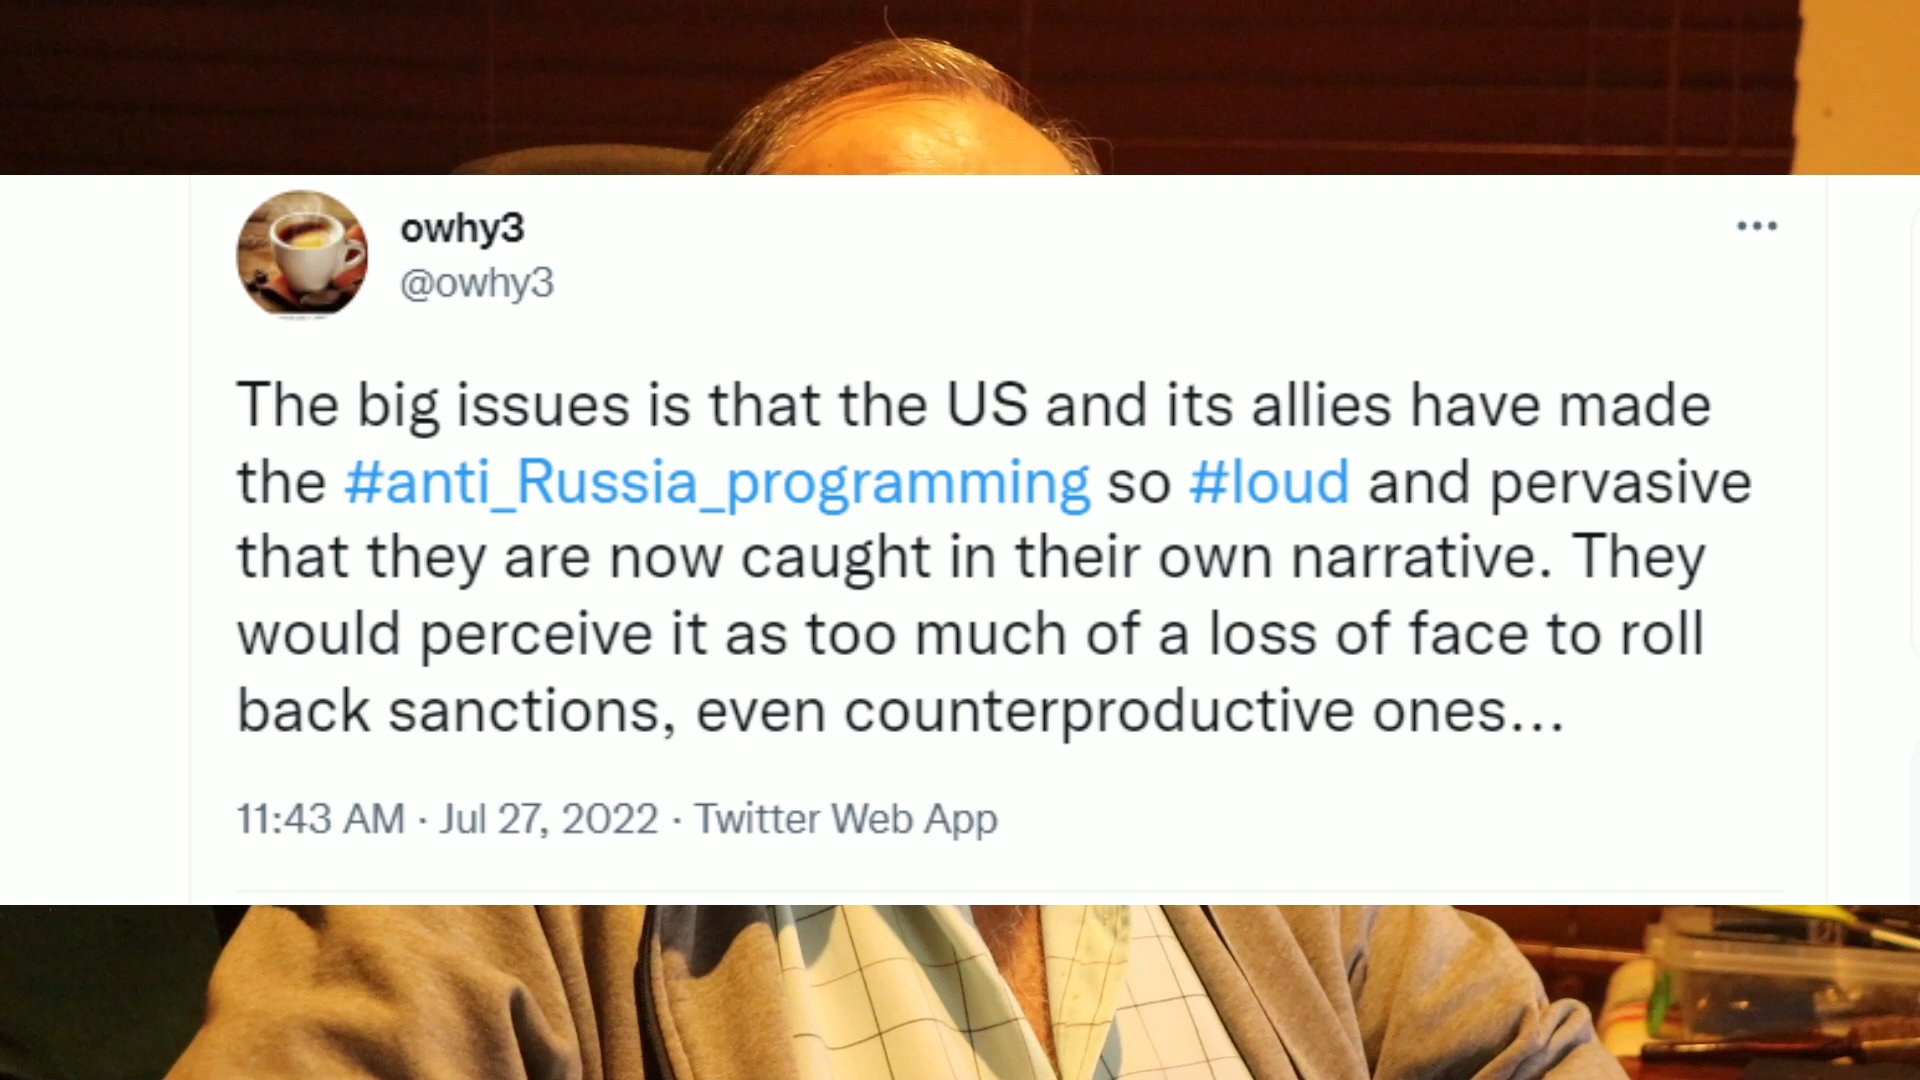 owhy3
@owhy3
The big issues is that the US and its allies have made
the #anti_Russia_programming so #loud and pervasive
that they are now caught in their own narrative. They
would perceive it as too much of a loss of face to roll
back sanctions, even counterproductive ones...
11:43 AM · Jul 27, 2022 · Twitter Web App